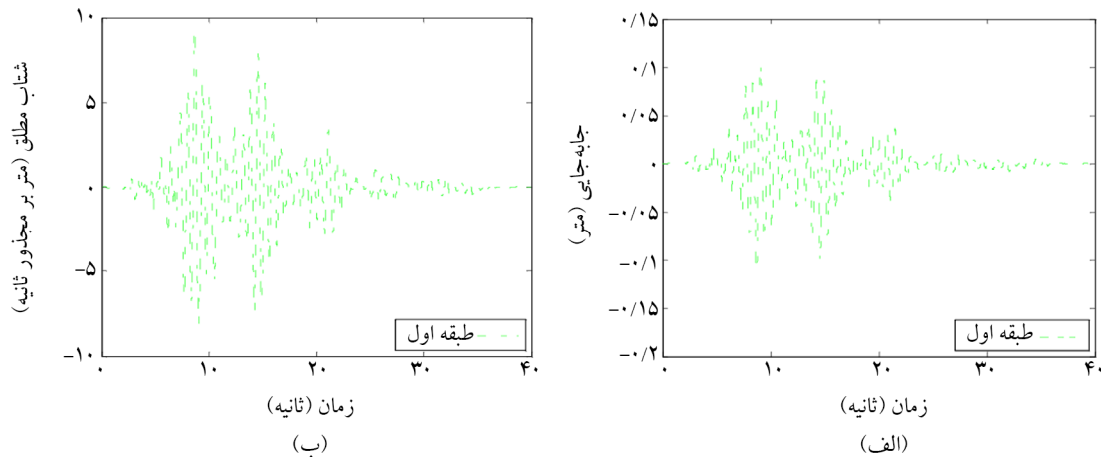 ۱۰
۵
۰
-۵
-۱۰
شتاب مطلق (متر بر مجذور ثانیه)
طبقه اول
۰ ۱۰ ۲۰ ۳۰ ۴۰
زمان (ثانیه)
(ب)
۰/۱۵
۰/۱
۰/۰۵
۰
-۰/۰۵
-۰/۱
-۰/۱۵
-۰/۲
جابه‌جایی (متر)
طبقه اول
۰ ۱۰ ۲۰ ۳۰ ۴۰
زمان (ثانیه)
(الف)